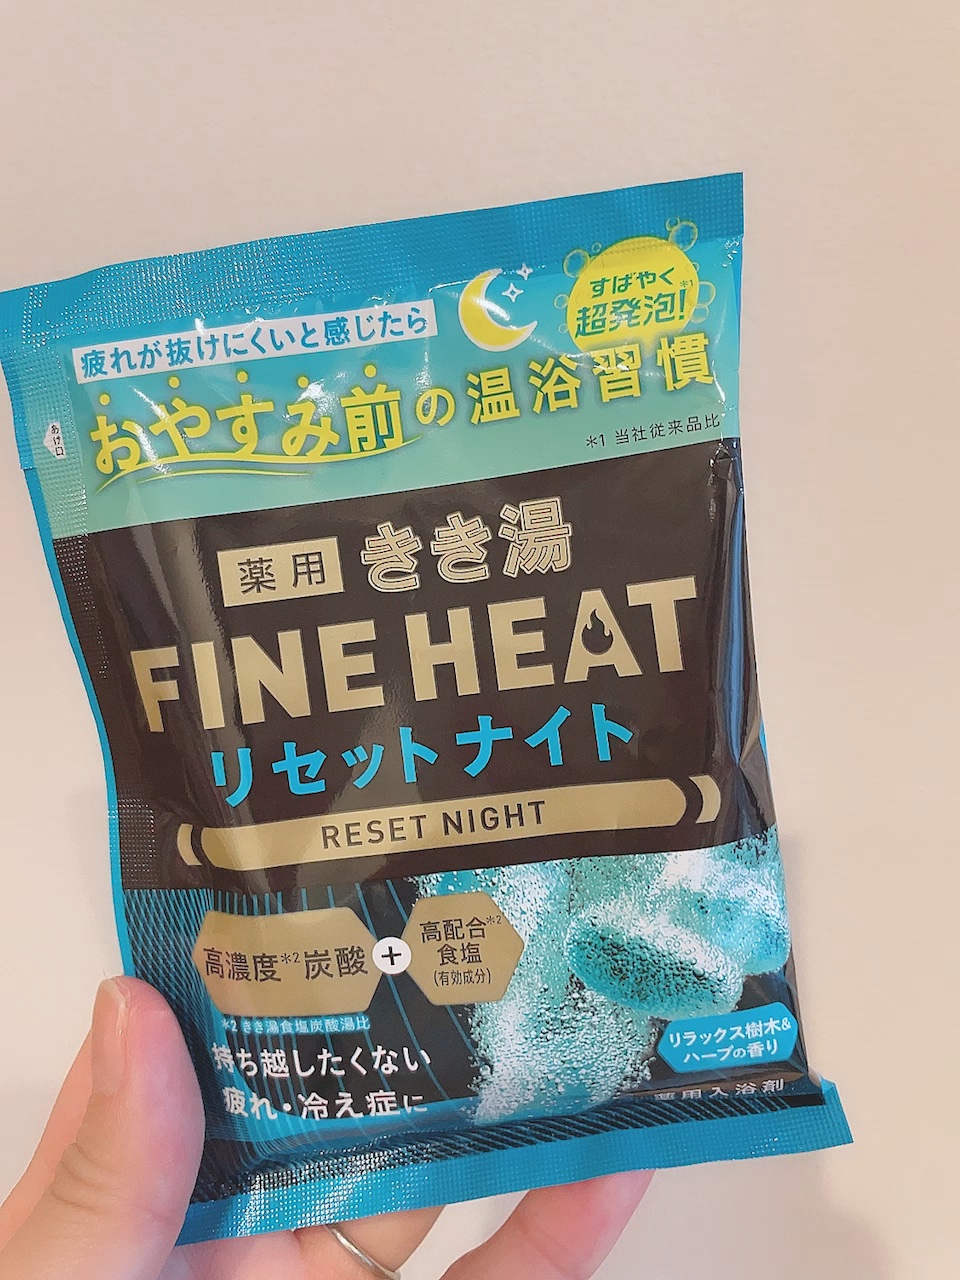 疲れが抜けにくいと感じたら
すばやく
超発泡!*1
おやすみ前の温浴習慣
*1 当社従来品比
あけ口
薬用 きき湯
FINE HEAT
リセットナイト
RESET NIGHT
高濃度*2炭酸
+
高配合*2
食塩
(有効成分)
*2 きき湯食塩炭酸湯比
持ち越したくない
疲れ・冷え症に
リラックス樹木&
ハーブの香り
薬用入浴剤